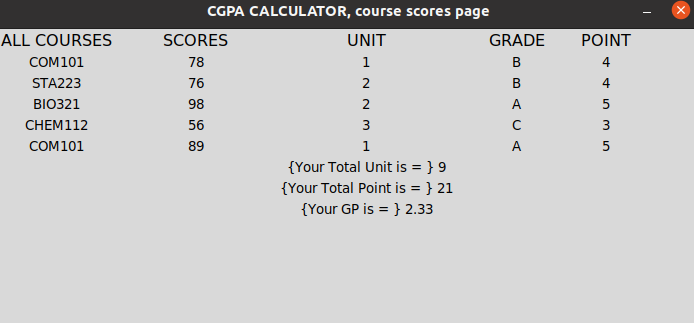 CGPA CALCULATOR, course scores page
ALL COURSES SCORES UNIT GRADE POINT
COM101 78 1 B 4
STA223 76 2 B 4
BIO321 98 2 A 5
CHEM112 56 3 C 3
COM101 89 1 A 5
{Your Total Unit is = } 9
{Your Total Point is = } 21
{Your GP is = } 2.33